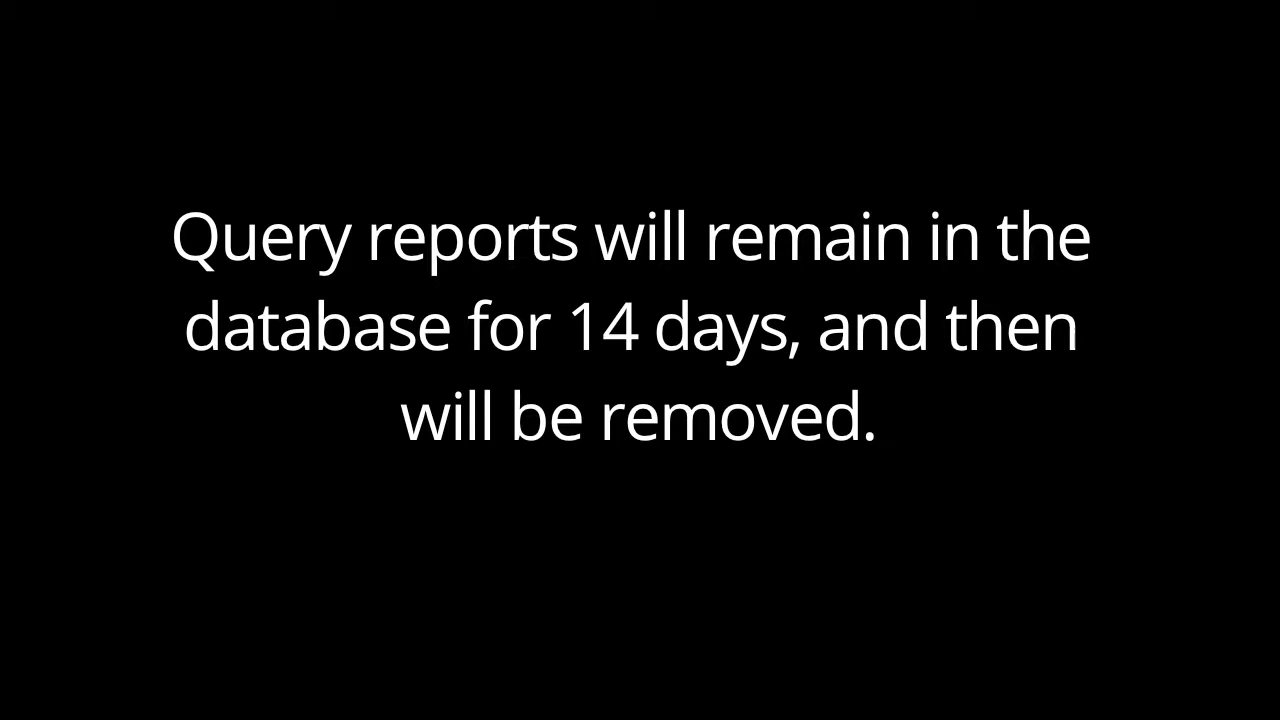 Query reports will remain in the
database for 14 days, and then
will be removed.